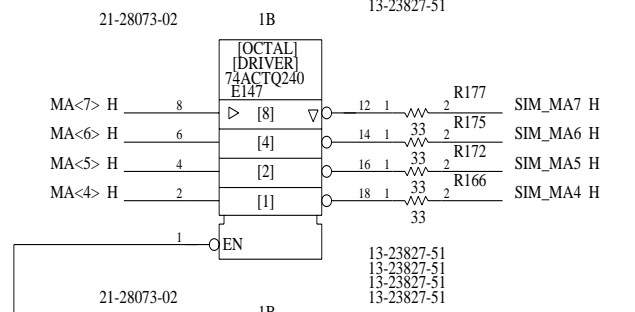 13-23827-51
21-28073-02 1B
[OCTAL]
[DRIVER]
74ACTQ240
E147
MA<7> H 8 [8] 12 1 2 R177 SIM_MA7 H
33
MA<6> H 6 [4] 14 1 2 R175 SIM_MA6 H
33
MA<5> H 4 [2] 16 1 2 R172 SIM_MA5 H
33
MA<4> H 2 [1] 18 1 2 R166 SIM_MA4 H
33
1 EN
13-23827-51
13-23827-51
13-23827-51
21-28073-02 13-23827-51
1B